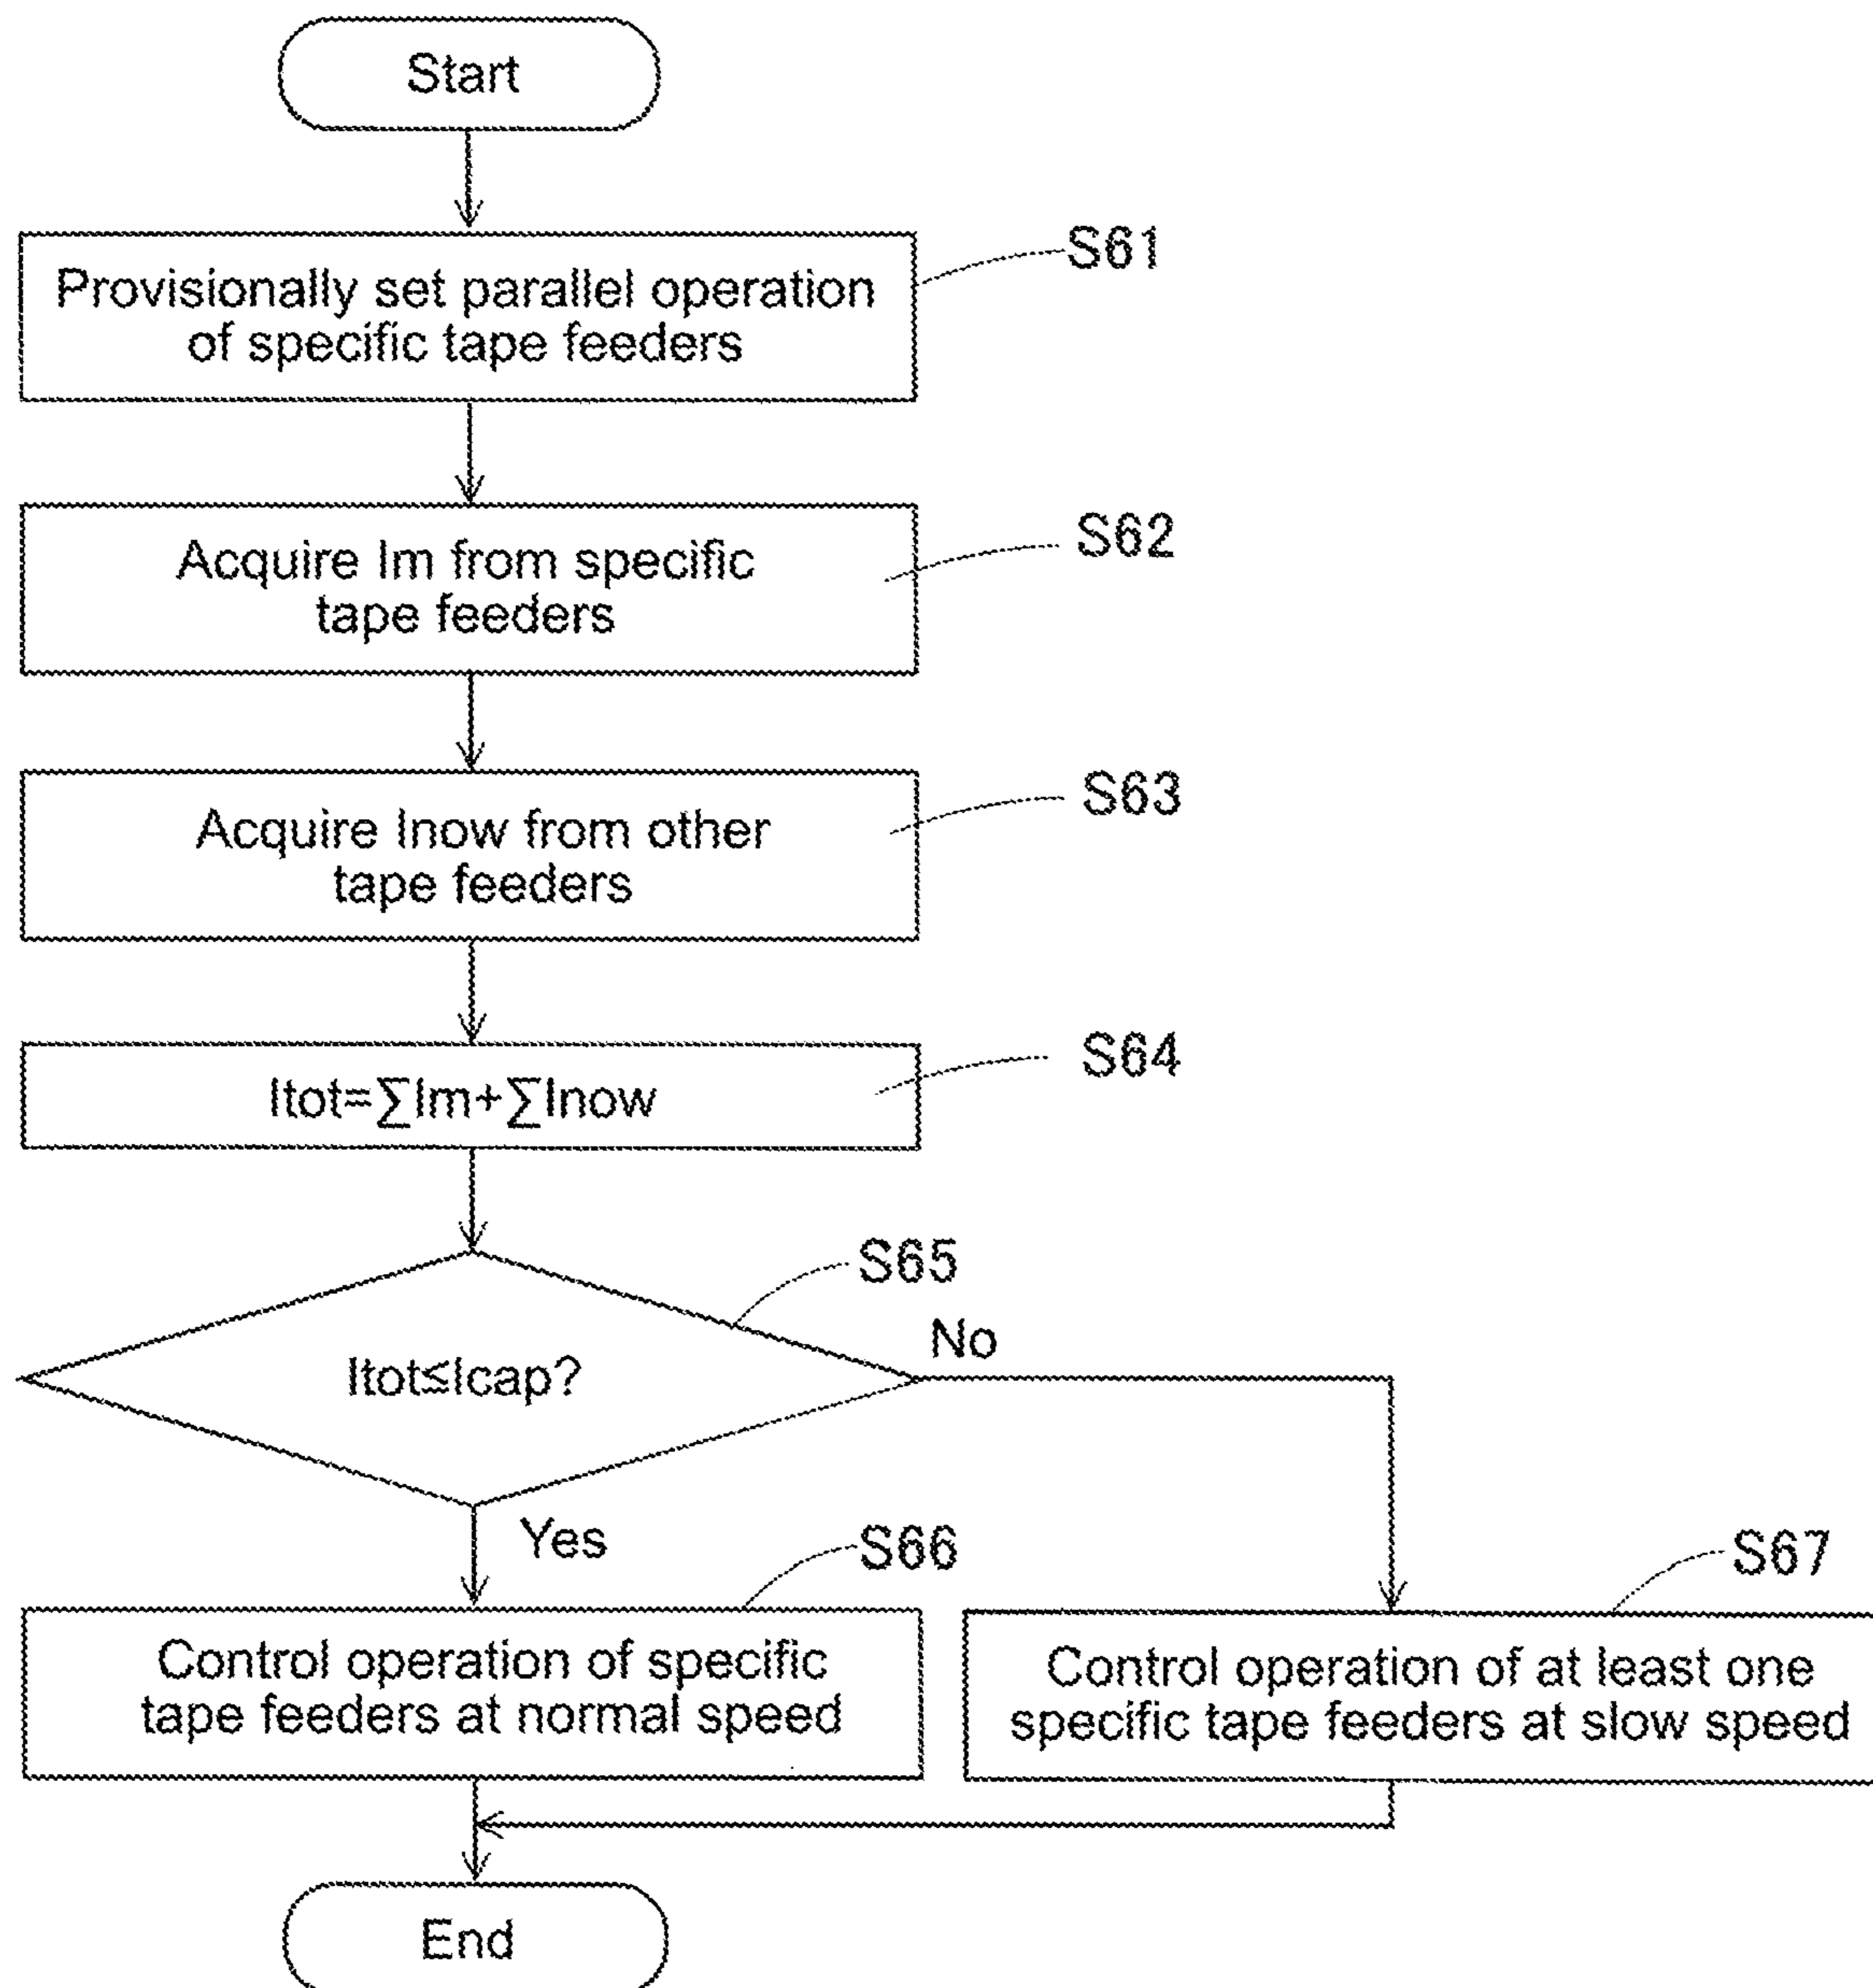 Start
Provisionally set parallel operation
of specific tape feeders
S61
Acquire Im from specific
tape feeders
S62
Acquire Inow from other
tape feeders
S63
Itot=∑Im+∑Inow
S64
Itot≤Icap?
S65
No
Yes
Control operation of specific
tape feeders at normal speed
S66
Control operation of at least one
specific tape feeders at slow speed
S67
End